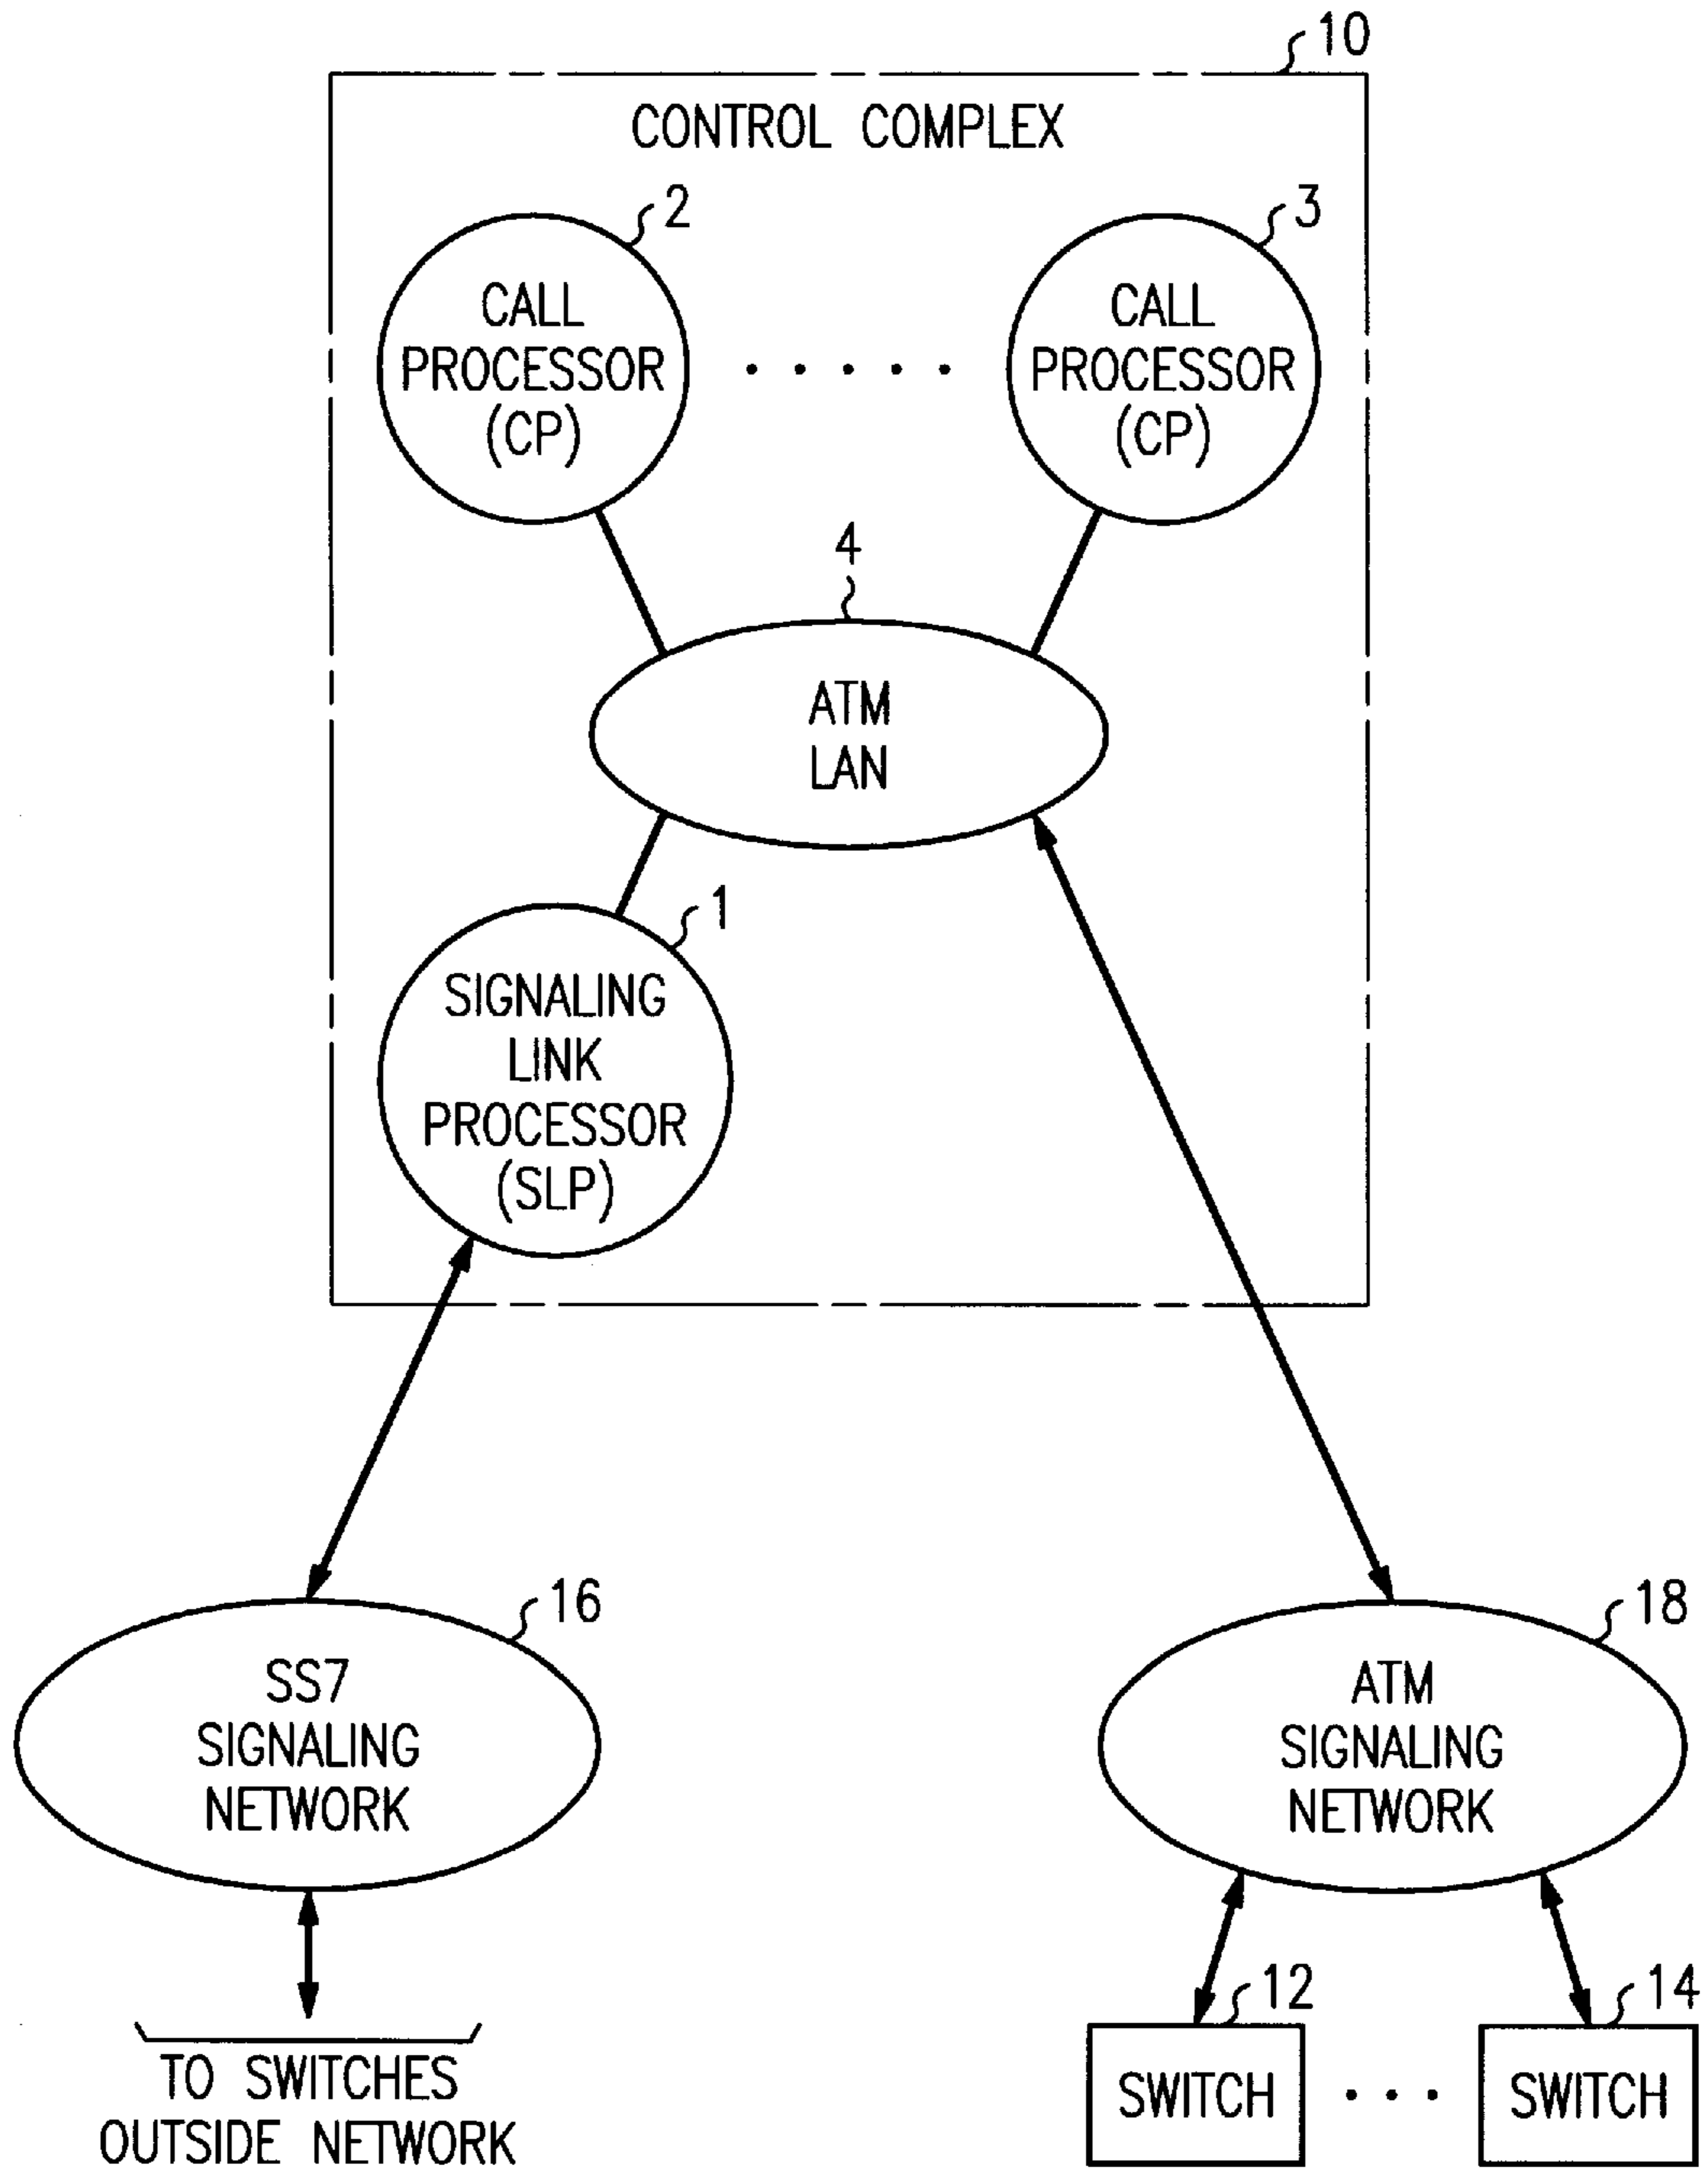 10
CONTROL COMPLEX
2
3
CALL
PROCESSOR
(CP)
CALL
PROCESSOR
(CP)
4
ATM
LAN
1
SIGNALING
LINK
PROCESSOR
(SLP)
16
SS7
SIGNALING
NETWORK
18
ATM
SIGNALING
NETWORK
TO SWITCHES
OUTSIDE NETWORK
12
SWITCH
14
SWITCH